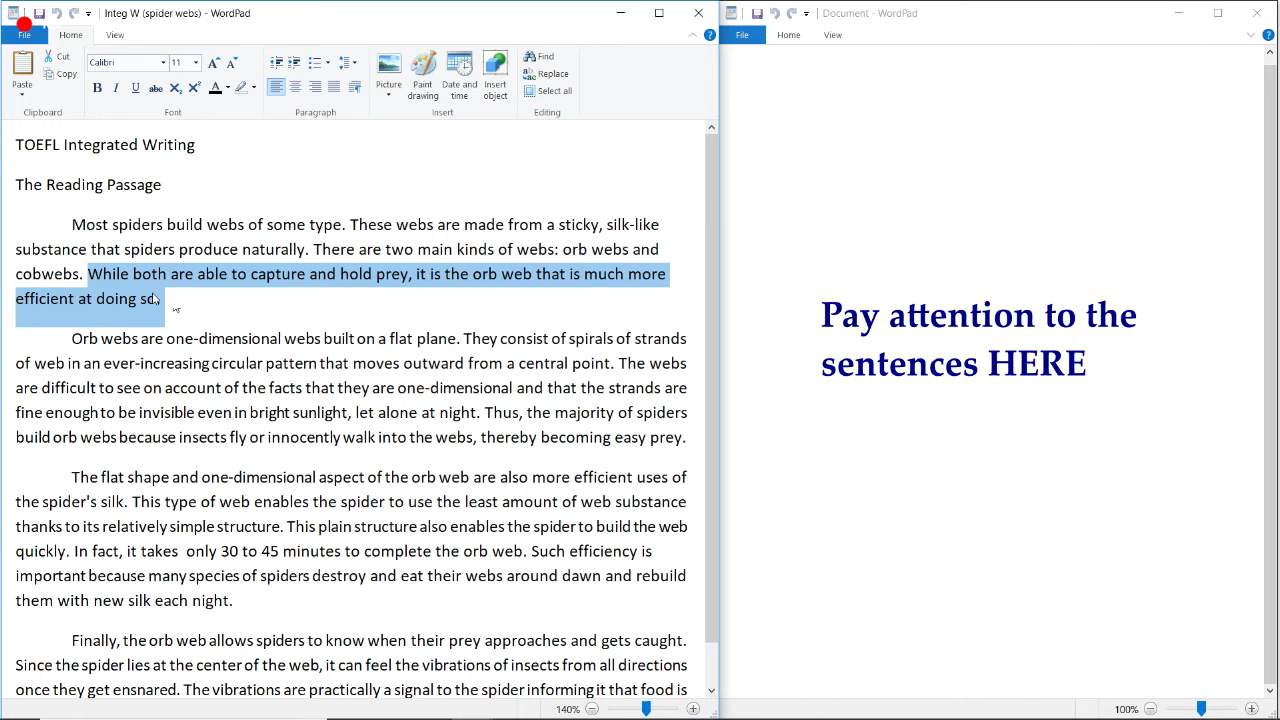 Integ W (spider webs) - WordPad
File Home View
Calibri 11
Cut
Copy
Paste
Picture
Paint drawing
Date and time
Insert object
Find
Replace
Select all
Clipboard Font Paragraph Insert Editing
TOEFL Integrated Writing
The Reading Passage
Most spiders build webs of some type. These webs are made from a sticky, silk-like
substance that spiders produce naturally. There are two main kinds of webs: orb webs and
cobwebs. While both are able to capture and hold prey, it is the orb web that is much more
efficient at doing so.
Orb webs are one-dimensional webs built on a flat plane. They consist of spirals of strands
of web in an ever-increasing circular pattern that moves outward from a central point. The webs
are difficult to see on account of the facts that they are one-dimensional and that the strands are
fine enough to be invisible even in bright sunlight, let alone at night. Thus, the majority of spiders
build orb webs because insects fly or innocently walk into the webs, thereby becoming easy prey.
The flat shape and one-dimensional aspect of the orb web are also more efficient uses of
the spider's silk. This type of web enables the spider to use the least amount of web substance
thanks to its relatively simple structure. This plain structure also enables the spider to build the web
quickly. In fact, it takes only 30 to 45 minutes to complete the orb web. Such efficiency is
important because many species of spiders destroy and eat their webs around dawn and rebuild
them with new silk each night.
Finally, the orb web allows spiders to know when their prey approaches and gets caught.
Since the spider lies at the center of the web, it can feel the vibrations of insects from all directions
once they get ensnared. The vibrations are practically a signal to the spider informing it that food is
140%
Document - WordPad
File Home View
Pay attention to the
sentences HERE
100%